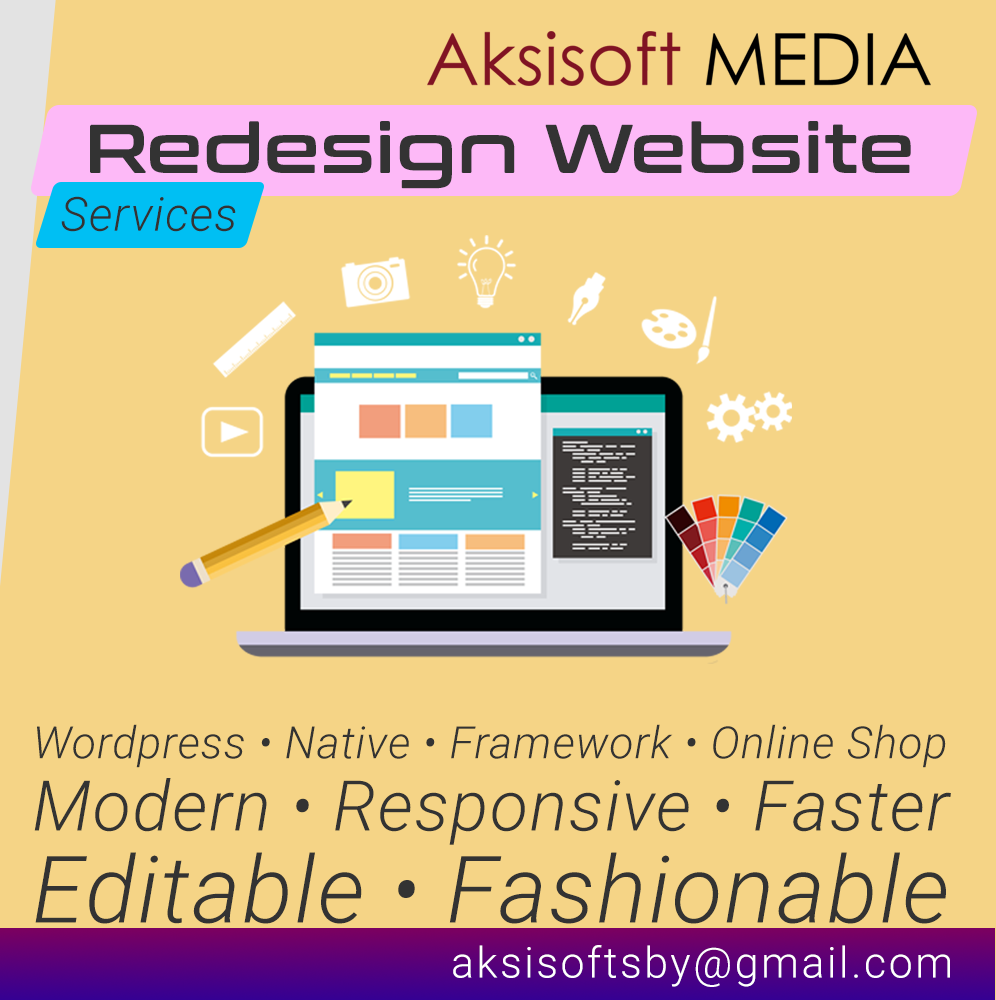 Aksisoft MEDIA
Redesign Website
Services
Wordpress • Native • Framework • Online Shop
Modern • Responsive • Faster
Editable • Fashionable
aksisoftsby@gmail.com